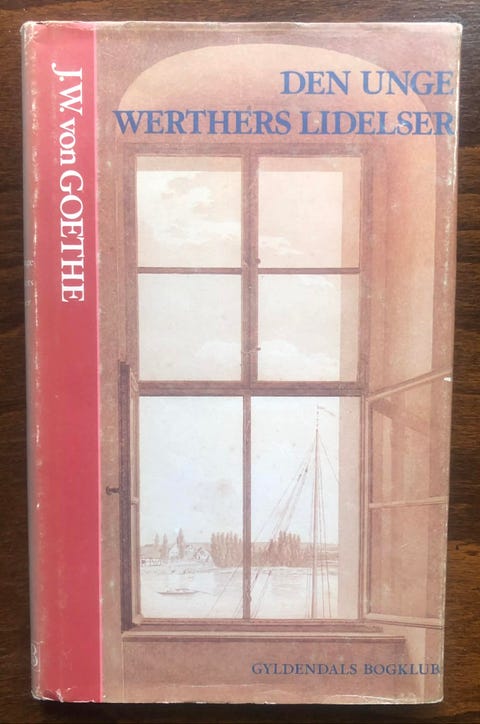 DEN UNGE
WERTHERS LIDELSER
J.W von GOETHE
GYLDENDALS BOGKLUB